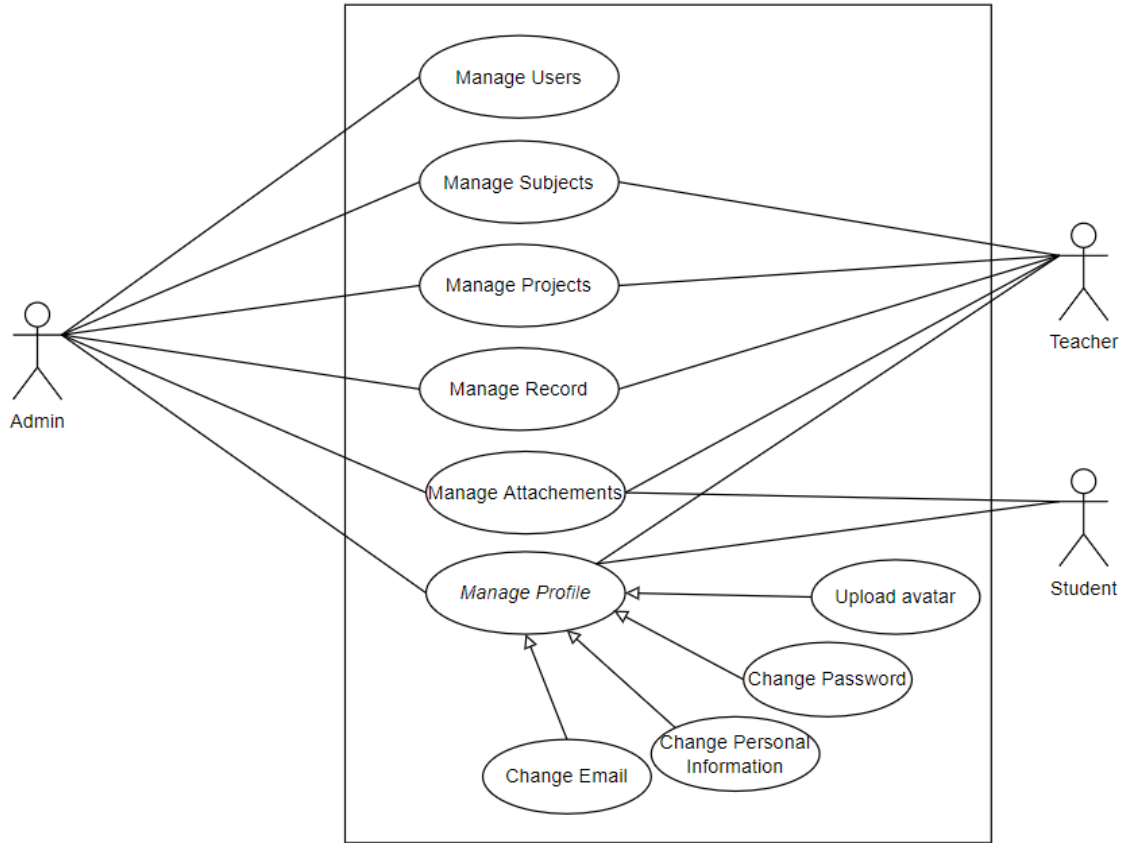 Manage Users
Manage Subjects
Manage Projects
Teacher
Manage Record
Admin
Manage Attachements
Manage Profile
Upload avatar
Student
Change Password
Change Personal
Information
Change Email